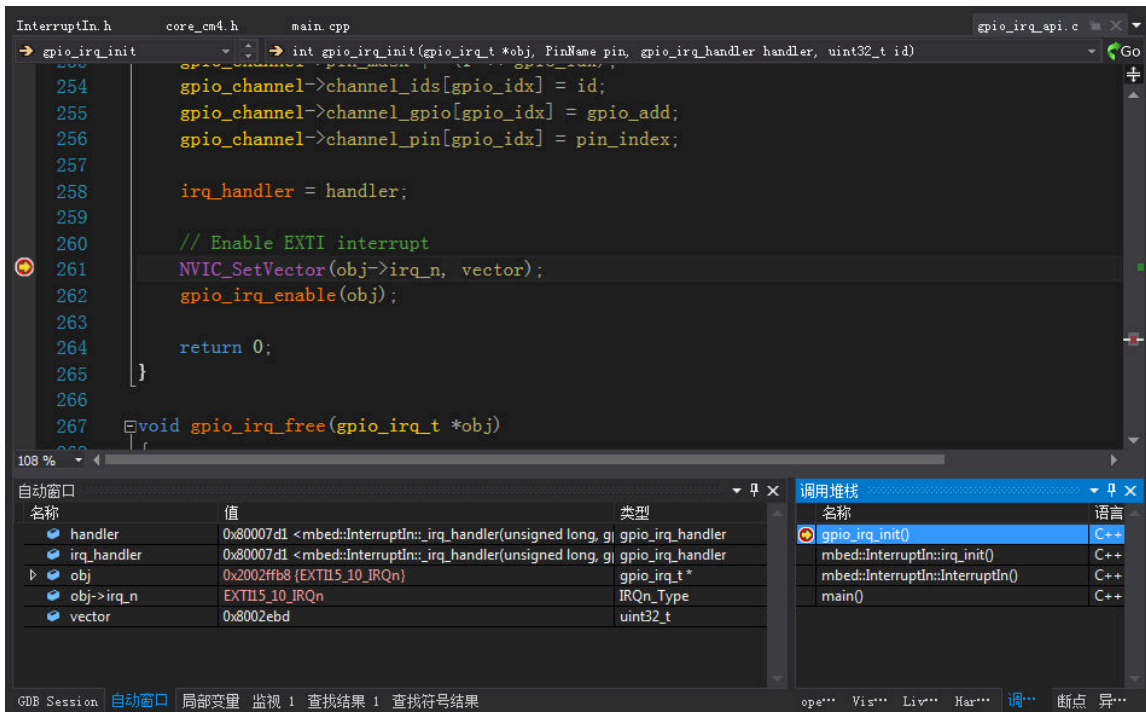 InterruptIn.h core_cm4.h main.cpp gpio_irq_api.c
gpio_irq_init int gpio_irq_init(gpio_irq_t *obj, PinName pin, gpio_irq_handler handler, uint32_t id) Go
254 gpio_channel->channel_ids[gpio_idx] = id;
255 gpio_channel->channel_gpio[gpio_idx] = gpio_add;
256 gpio_channel->channel_pin[gpio_idx] = pin_index;
257
258 irq_handler = handler;
259
260 // Enable EXTI interrupt
261 NVIC_SetVector(obj->irq_n, vector);
262 gpio_irq_enable(obj);
263
264 return 0;
265 }
266
267 void gpio_irq_free(gpio_irq_t *obj)
108 %
自动窗口 调用堆栈
名称 值 类型 名称 语言
handler 0x80007d1 <mbed::InterruptIn::_irq_handler(unsigned long, g gpio_irq_handler gpio_irq_init() C++
irq_handler 0x80007d1 <mbed::InterruptIn::_irq_handler(unsigned long, g gpio_irq_handler mbed::InterruptIn::irq_init() C++
obj 0x2002ffb8 {EXTI15_10_IRQn} gpio_irq_t * mbed::InterruptIn::InterruptIn() C++
obj->irq_n EXTI15_10_IRQn IRQn_Type main() C++
vector 0x8002ebd uint32_t
GDB Session 自动窗口 局部变量 监视 1 查找结果 1 查找符号结果 ope… Vis… Liv… Har… 调… 断点 异…